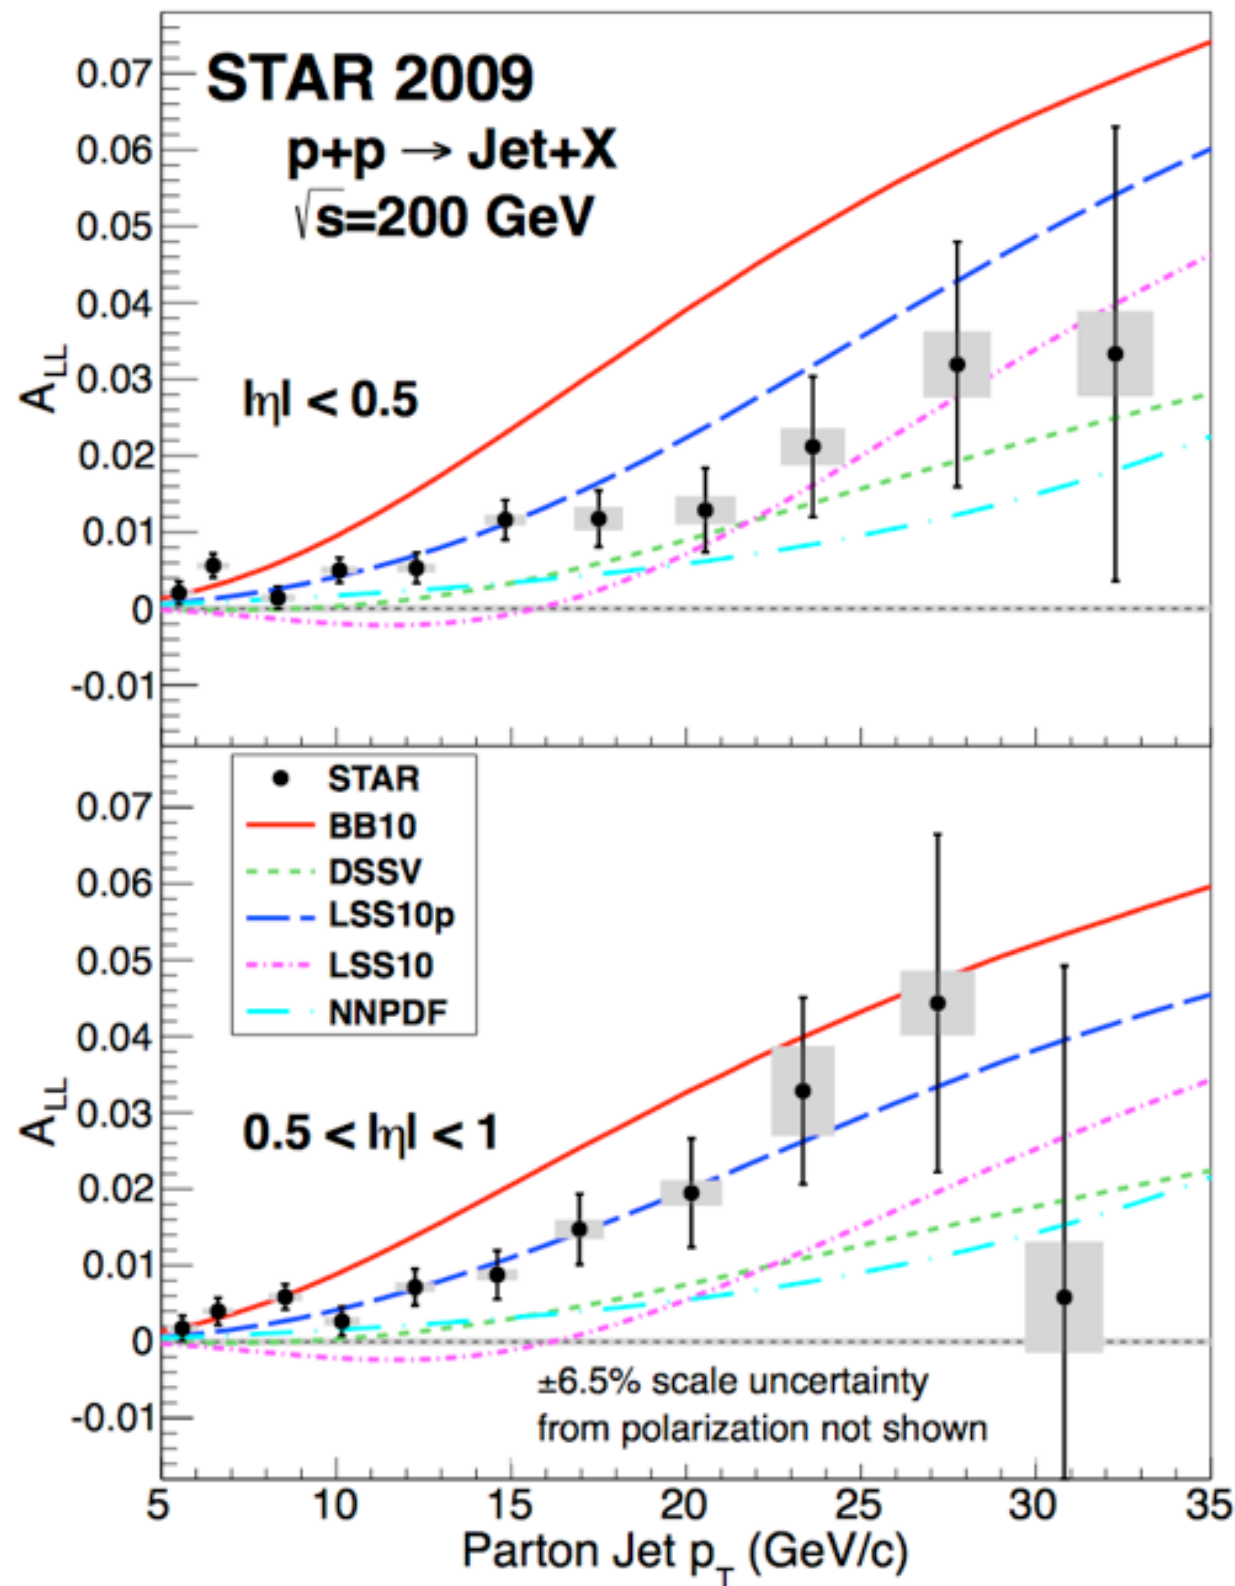 STAR 2009
p+p → Jet+X
√s=200 GeV
|η| < 0.5
A_LL
0.07
0.06
0.05
0.04
0.03
0.02
0.01
0
-0.01
STAR
BB10
DSSV
LSS10p
LSS10
NNPDF
0.5 < |η| < 1
A_LL
0.07
0.06
0.05
0.04
0.03
0.02
0.01
0
-0.01
±6.5% scale uncertainty
from polarization not shown
5 10 15 20 25 30 35
Parton Jet p_T (GeV/c)